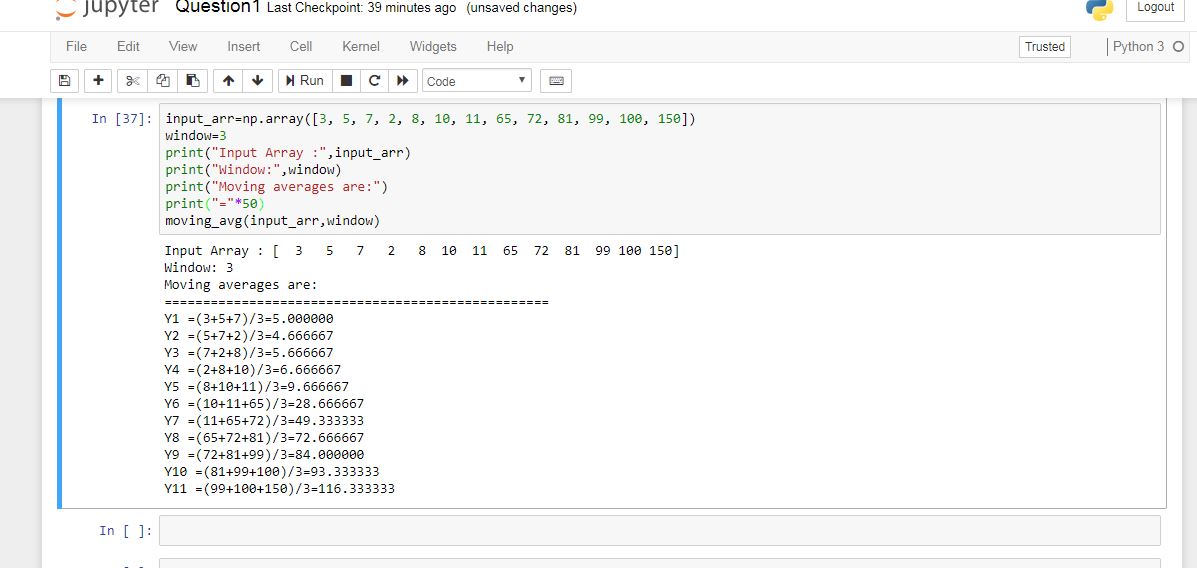 jupyter Question1 Last Checkpoint: 39 minutes ago (unsaved changes) Logout
File Edit View Insert Cell Kernel Widgets Help Trusted Python 3
Run Code
In [37]: input_arr=np.array([3, 5, 7, 2, 8, 10, 11, 65, 72, 81, 99, 100, 150])
window=3
print("Input Array :",input_arr)
print("Window:",window)
print("Moving averages are:")
print("="*50)
moving_avg(input_arr,window)
Input Array : [  3   5   7   2   8  10  11  65  72  81  99 100 150]
Window: 3
Moving averages are:
==================================================
Y1 =(3+5+7)/3=5.000000
Y2 =(5+7+2)/3=4.666667
Y3 =(7+2+8)/3=5.666667
Y4 =(2+8+10)/3=6.666667
Y5 =(8+10+11)/3=9.666667
Y6 =(10+11+65)/3=28.666667
Y7 =(11+65+72)/3=49.333333
Y8 =(65+72+81)/3=72.666667
Y9 =(72+81+99)/3=84.000000
Y10 =(81+99+100)/3=93.333333
Y11 =(99+100+150)/3=116.333333
In [ ]: